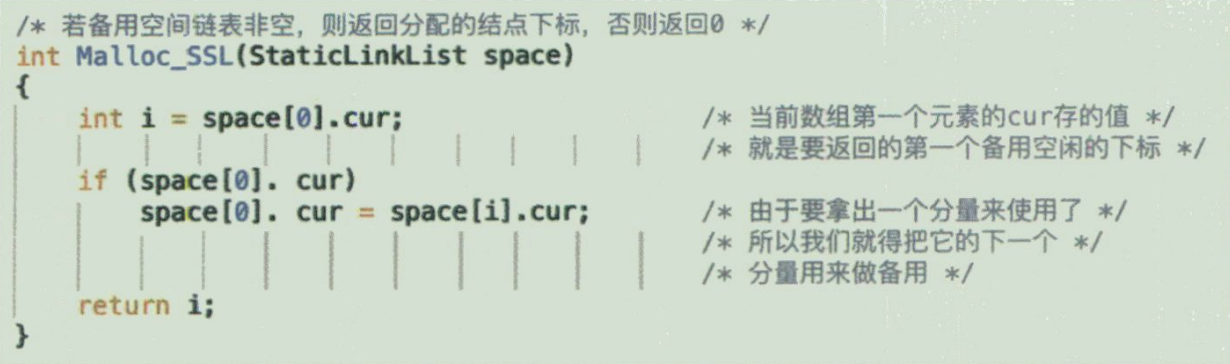 /* 若备用空间链表非空，则返回分配的结点下标，否则返回0 */
int Malloc_SSL(StaticLinkList space)
{
int i = space[0].cur; /* 当前数组第一个元素的cur存的值 */
/* 就是要返回的第一个备用空闲的下标 */
if (space[0]. cur)
space[0]. cur = space[i].cur; /* 由于要拿出一个分量来使用了 */
/* 所以我们就得把它的下一个 */
/* 分量用来做备用 */
return i;
}